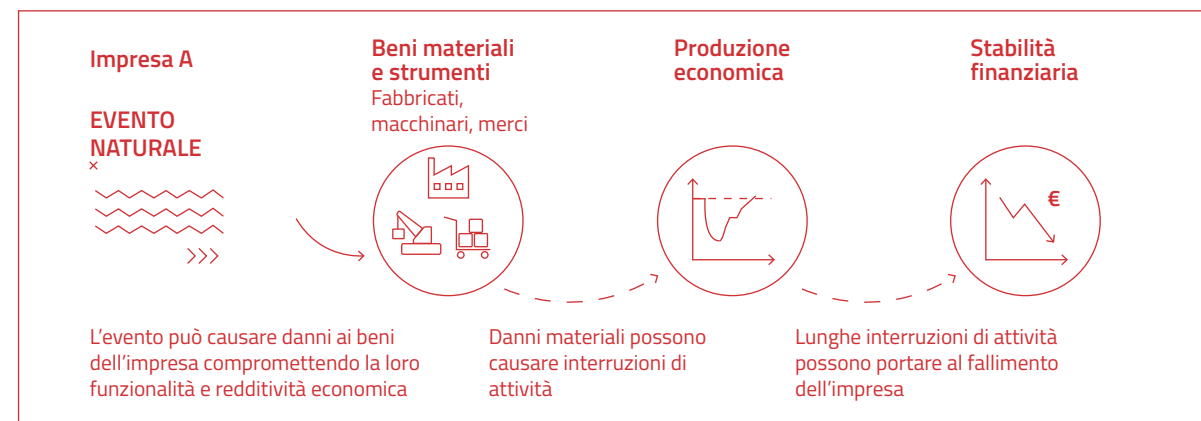 Impresa A
EVENTO
NATURALE
Beni materiali
e strumenti
Fabbricati,
macchinari, merci
Produzione
economica
Stabilità
finanziaria
€
L'evento può causare danni ai beni
dell'impresa compromettendo la loro
funzionalità e redditività economica
Danni materiali possono
causare interruzioni di
attività
Lunghe interruzioni di attività
possono portare al fallimento
dell'impresa